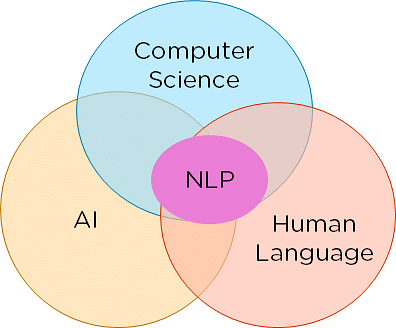 Computer
Science
NLP
AI
Human
Language